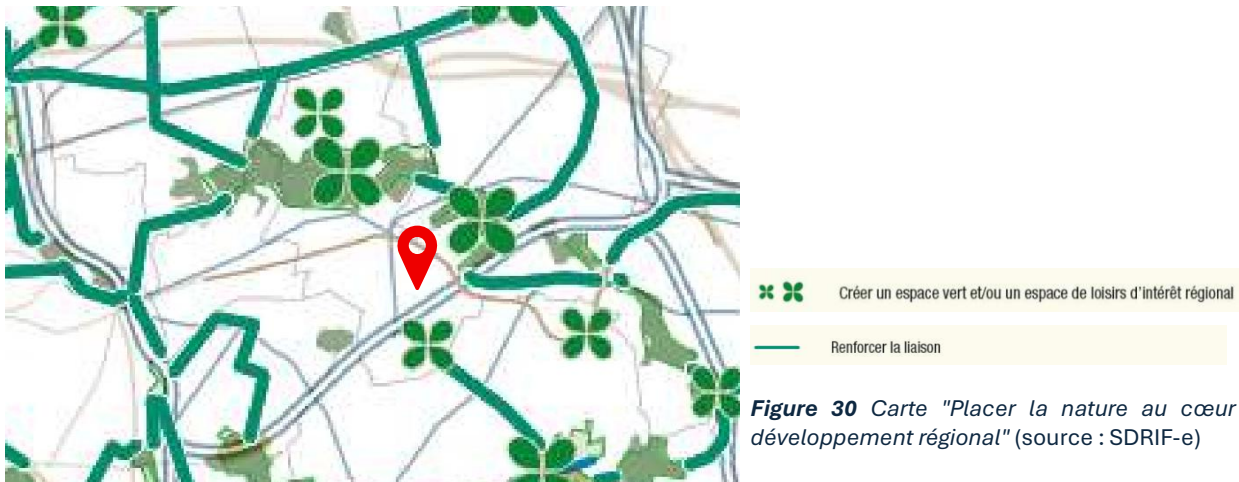 Créer un espace vert et/ou un espace de loisirs d'intérêt régional
Renforcer la liaison
Figure 30 Carte "Placer la nature au cœur
développement régional" (source : SDRIF-e)